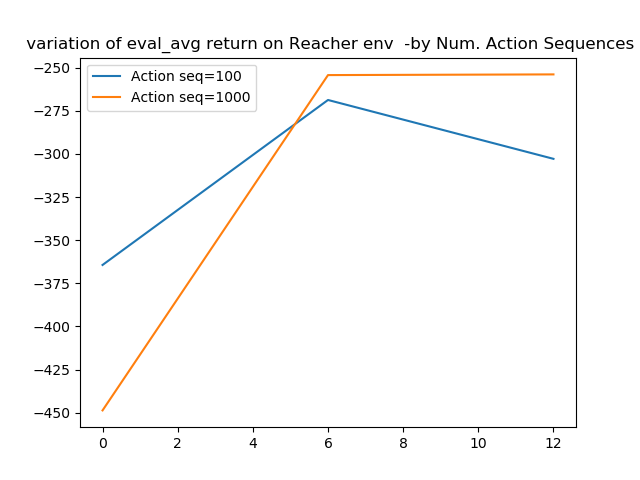 variation of eval_avg return on Reacher env  -by Num. Action Sequences
Action seq=100
Action seq=1000
−250
−275
−300
−325
−350
−375
−400
−425
−450
0 2 4 6 8 10 12